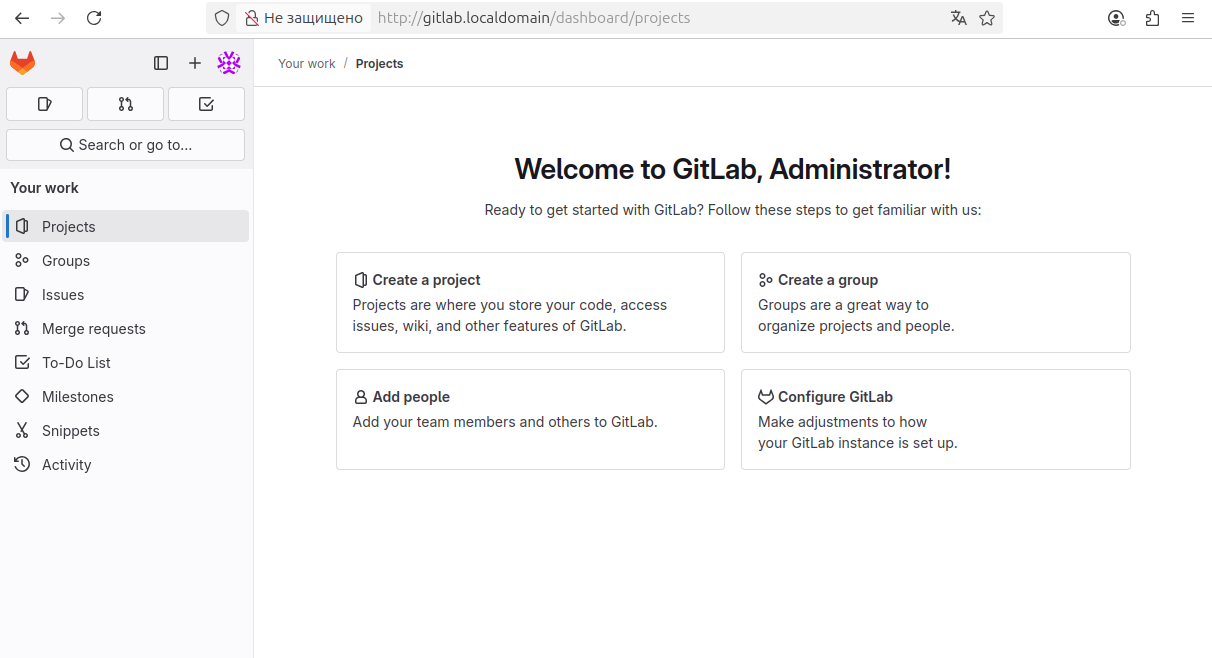 Не защищено http://gitlab.localdomain/dashboard/projects
Your work / Projects
Search or go to...
Your work
Projects
Groups
Issues
Merge requests
To-Do List
Milestones
Snippets
Activity
Welcome to GitLab, Administrator!
Ready to get started with GitLab? Follow these steps to get familiar with us:
Create a project
Projects are where you store your code, access
issues, wiki, and other features of GitLab.
Create a group
Groups are a great way to
organize projects and people.
Add people
Add your team members and others to GitLab.
Configure GitLab
Make adjustments to how
your GitLab instance is set up.